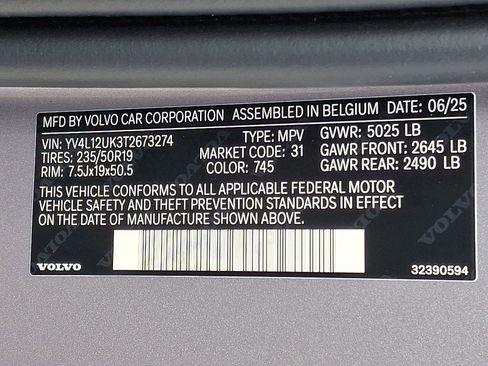 MFD BY VOLVO CAR CORPORATION ASSEMBLED IN BELGIUM DATE: 06/25
VIN: YV4L12UK3T2673274 TYPE: MPV GVWR: 5025 LB
TIRES: 235/50R19 MARKET CODE: 31 GAWR FRONT: 2645 LB
RIM: 7.5Jx19x50.5 COLOR: 745 GAWR REAR: 2490 LB
THIS VEHICLE CONFORMS TO ALL APPLICABLE FEDERAL MOTOR
VEHICLE SAFETY AND THEFT PREVENTION STANDARDS IN EFFECT
ON THE DATE OF MANUFACTURE SHOWN ABOVE.
VOLVO 32390594